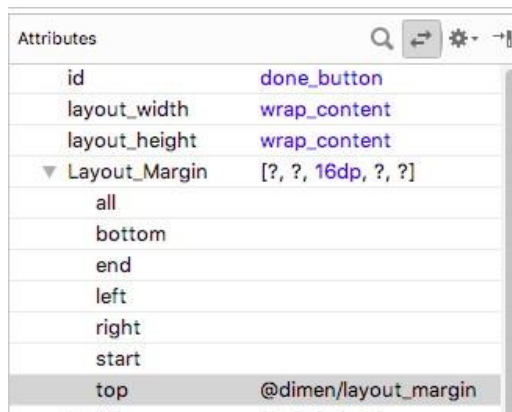 Attributes
id done_button
layout_width wrap_content
layout_height wrap_content
Layout_Margin [?, ?, 16dp, ?, ?]
all
bottom
end
left
right
start
top @dimen/layout_margin